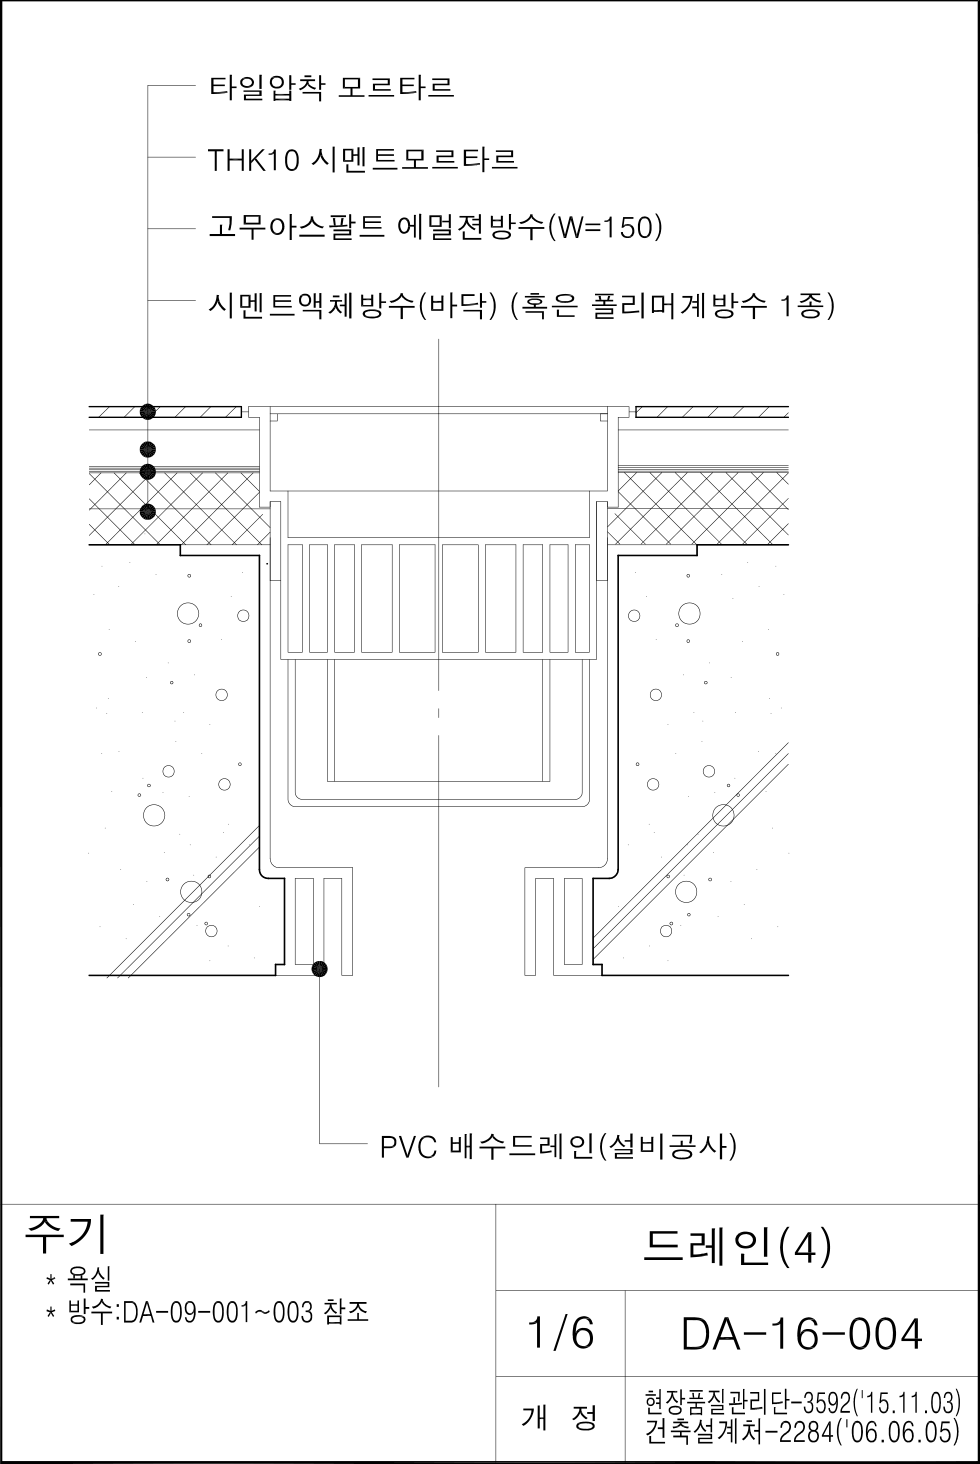 타일압착 모르타르
THK10 시멘트모르타르
고무아스팔트 에멀젼방수(W=150)
시멘트액체방수(바닥) (혹은 폴리머계방수 1종)
PVC 배수드레인(설비공사)
주기
* 욕실
* 방수:DA-09-001~003 참조
드레인(4)
1/6
DA-16-004
개 정
현장품질관리단-3592('15.11.03)
건축설계처-2284('06.06.05)